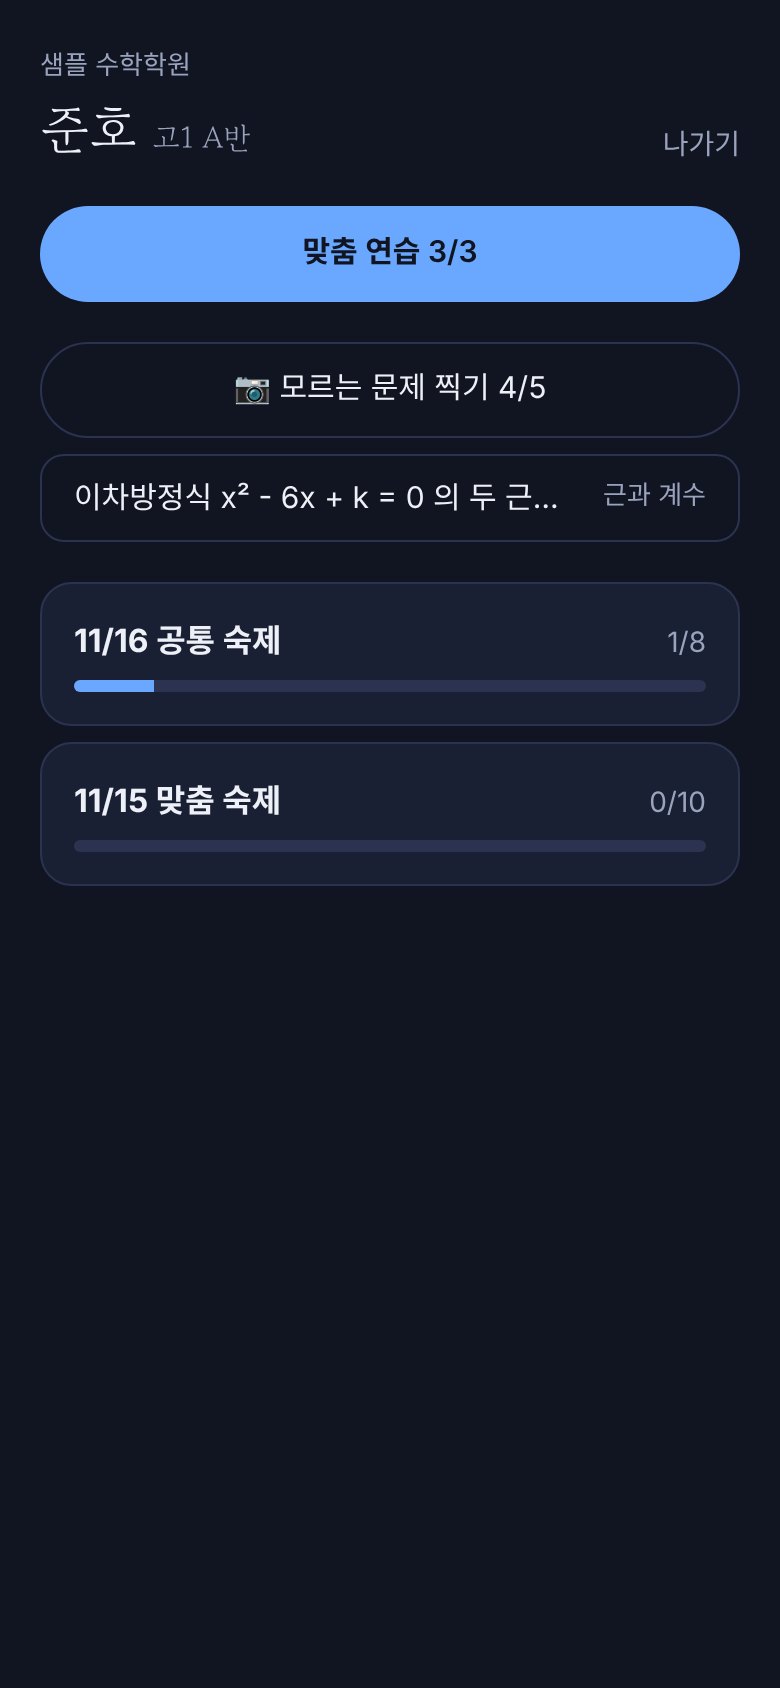 샘플 수학학원
준호 고1 A반
나가기
맞춤 연습 3/3
📷 모르는 문제 찍기 4/5
이차방정식 x² - 6x + k = 0 의 두 근... 근과 계수
11/16 공통 숙제 1/8
11/15 맞춤 숙제 0/10